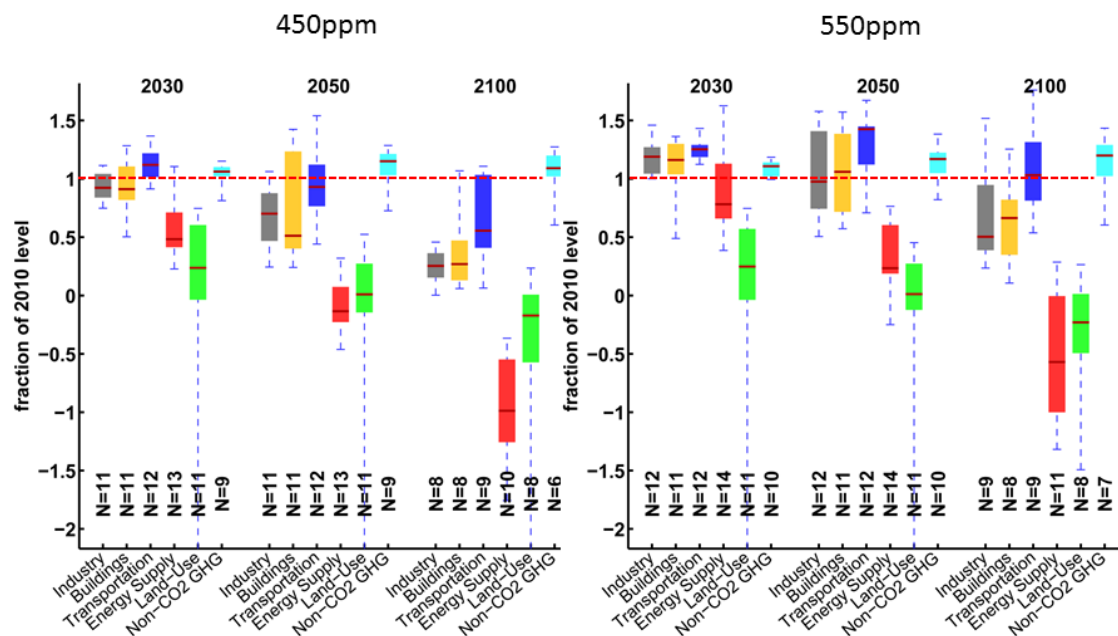 450ppm
550ppm
2030
2050
2100
2030
2050
2100
fraction of 2010 level
1.5
1
0.5
0
−0.5
−1
−1.5
−2
N=11
N=11
N=12
N=13
N=11
N=9
N=11
N=11
N=12
N=13
N=11
N=9
N=8
N=8
N=9
N=10
N=8
N=6
Industry
Buildings
Transportation
Energy Supply
Land−Use
Non−CO2 GHG
Industry
Buildings
Transportation
Energy Supply
Land−Use
Non−CO2 GHG
Industry
Buildings
Transportation
Energy Supply
Land−Use
Non−CO2 GHG
fraction of 2010 level
1.5
1
0.5
0
−0.5
−1
−1.5
−2
N=12
N=11
N=12
N=14
N=11
N=10
N=12
N=11
N=12
N=14
N=11
N=10
N=9
N=8
N=9
N=11
N=8
N=7
Industry
Buildings
Transportation
Energy Supply
Land−Use
Non−CO2 GHG
Industry
Buildings
Transportation
Energy Supply
Land−Use
Non−CO2 GHG
Industry
Buildings
Transportation
Energy Supply
Land−Use
Non−CO2 GHG